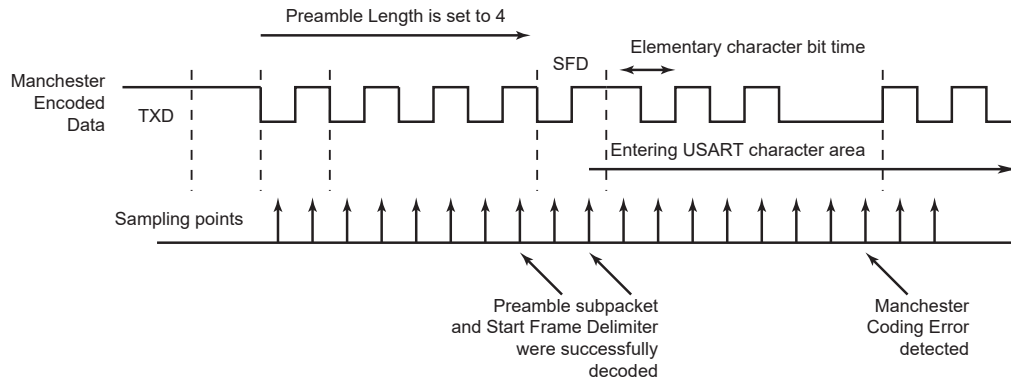 Preamble Length is set to 4
Elementary character bit time
SFD
Manchester
Encoded
Data
TXD
Entering USART character area
Sampling points
Preamble subpacket
and Start Frame Delimiter
were successfully
decoded
Manchester
Coding Error
detected